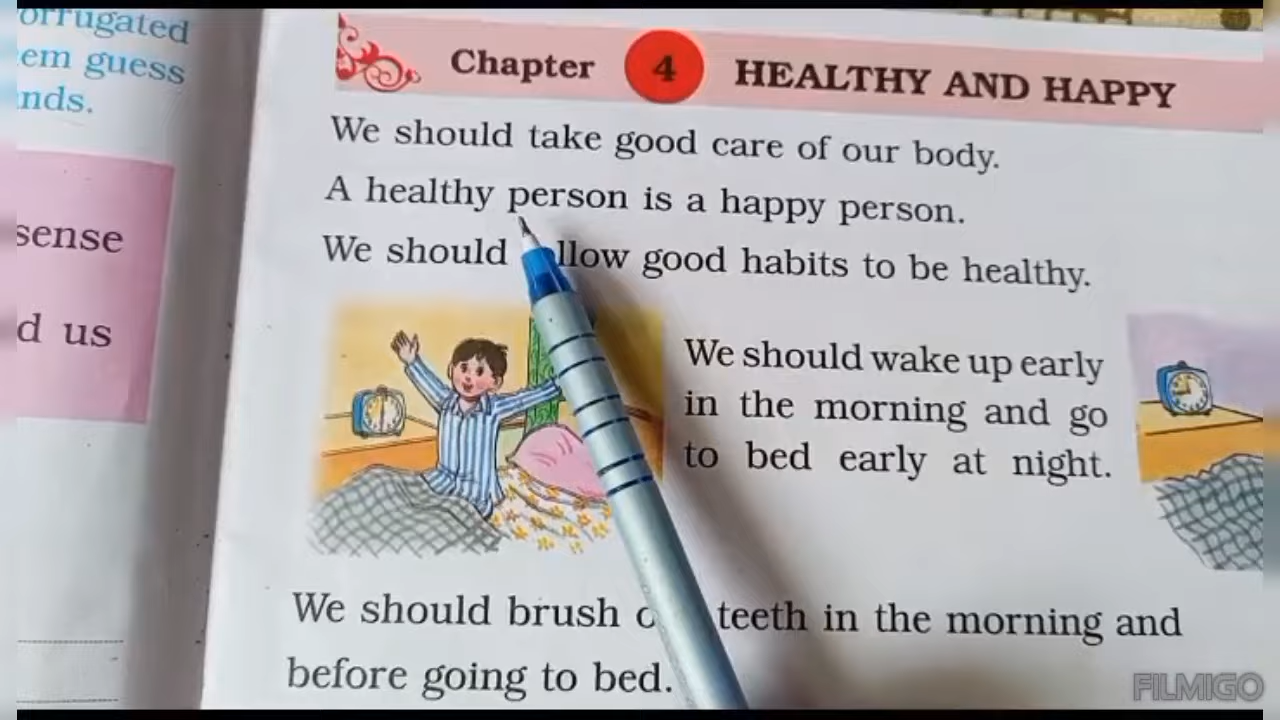 orrugated
em guess
nds.
sense
d us
Chapter 4 HEALTHY AND HAPPY
We should take good care of our body.
A healthy person is a happy person.
We should llow good habits to be healthy.
We should wake up early
in the morning and go
to bed early at night.
We should brush teeth in the morning and
before going to bed.
FILMIGO